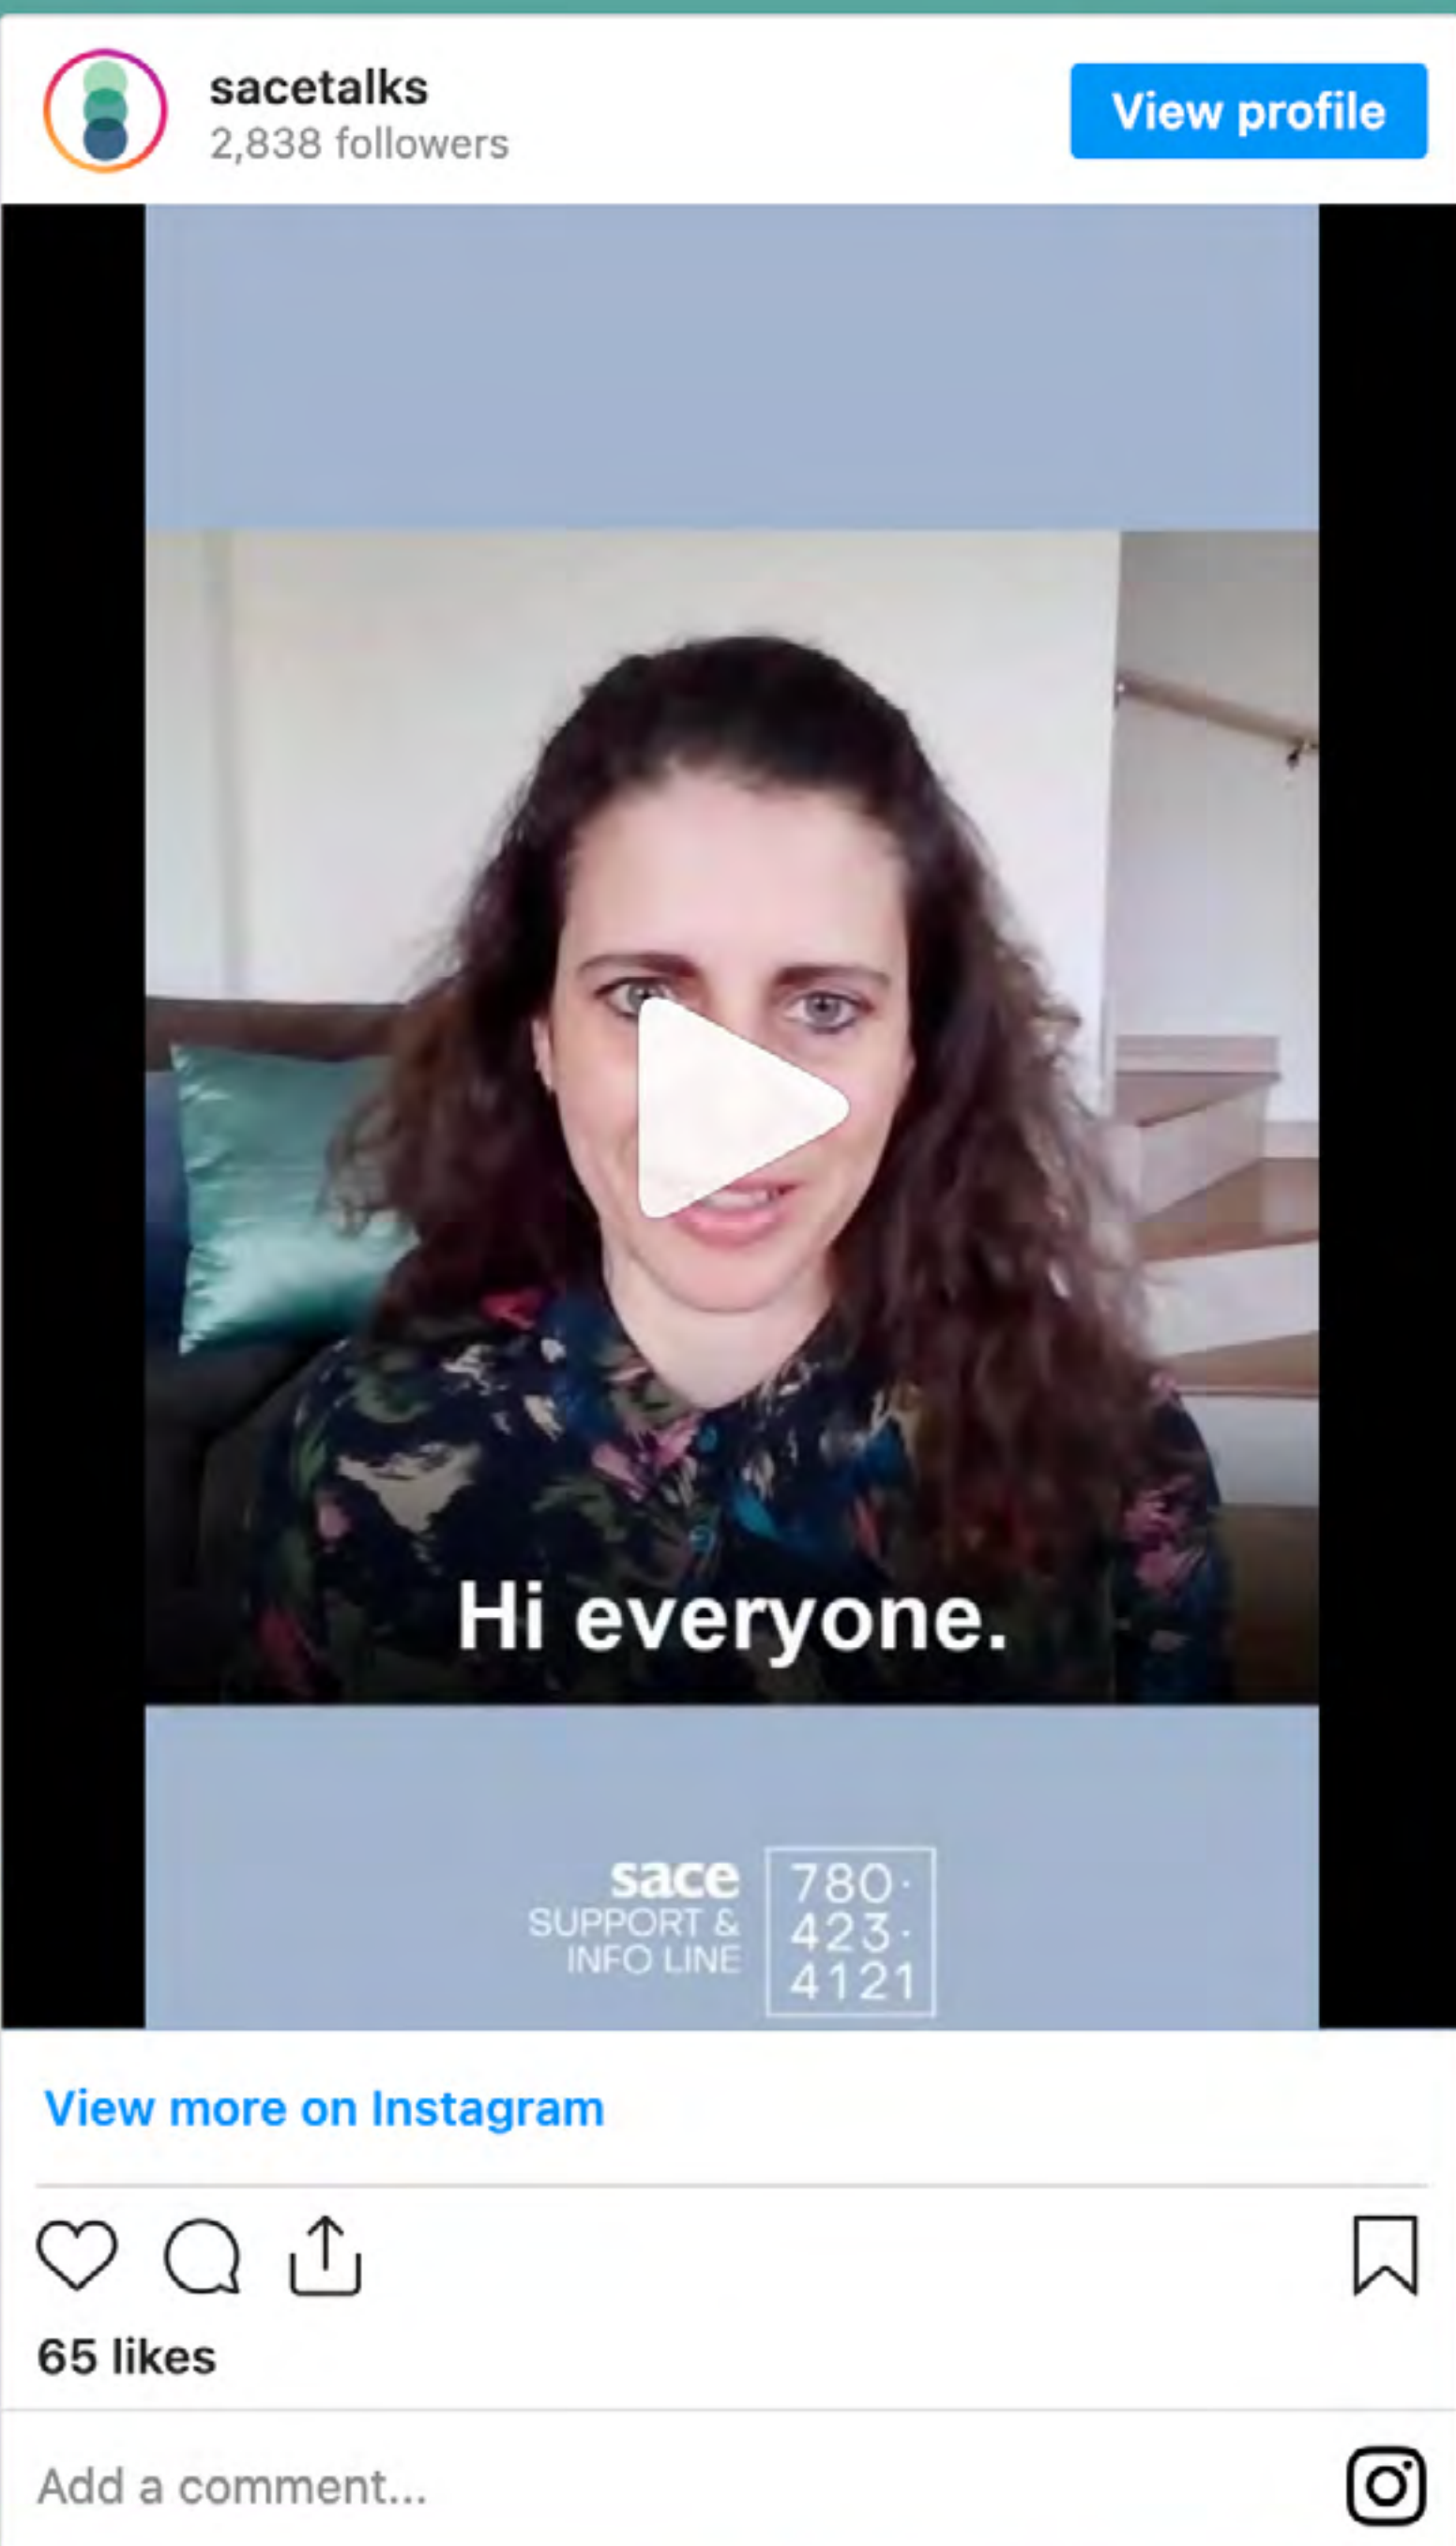 sacetalks
2,838 followers
View profile
Hi everyone.
sace
SUPPORT &
INFO LINE
780·
423·
4121
View more on Instagram
65 likes
Add a comment...